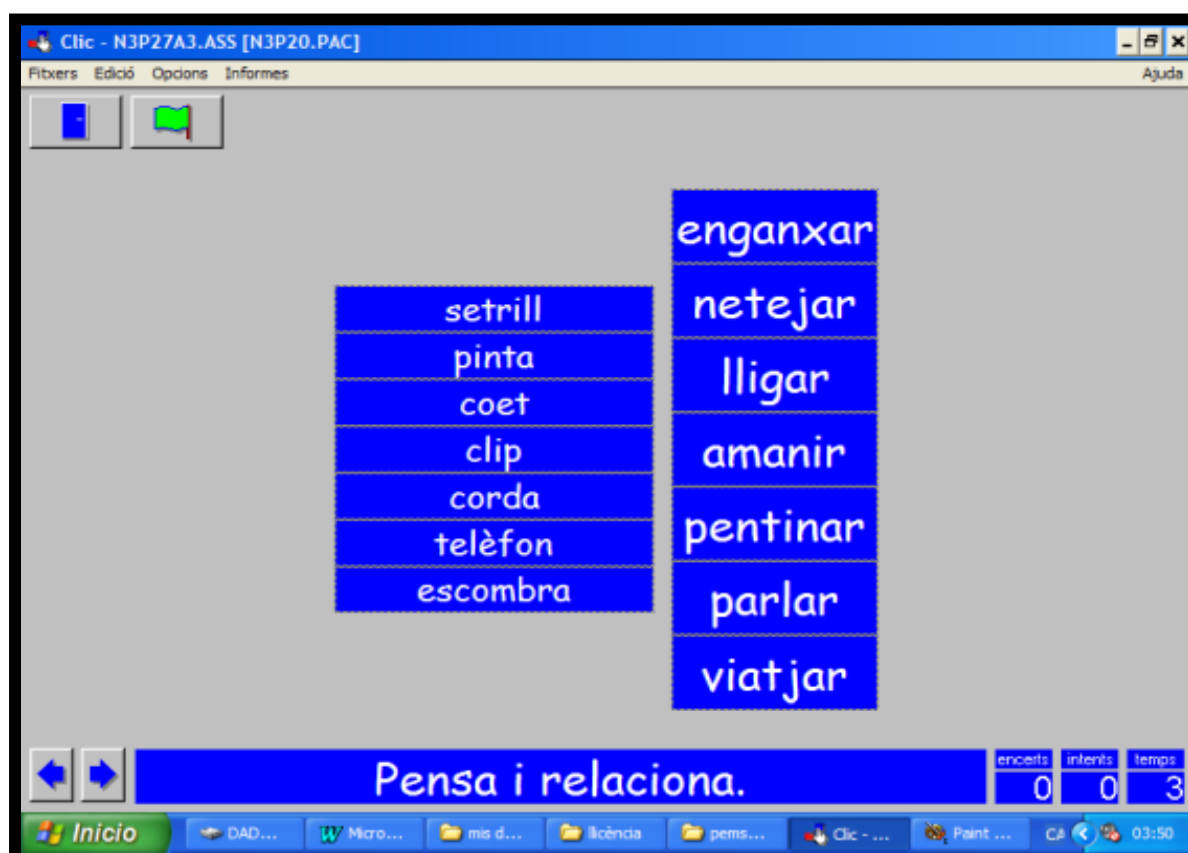 Clic - N3P27A3.ASS [N3P20.PAC]
Fitxers Edició Opcions Informes Ajuda
setrill
pinta
coet
clip
corda
telèfon
escombra
enganxar
netejar
lligar
amanir
pentinar
parlar
viatjar
Pensa i relaciona.
encerts intents temps
0 0 3
Inicio DAD... Micro... mis d... llicència pems... Clic - ... Paint ... CA 03:50